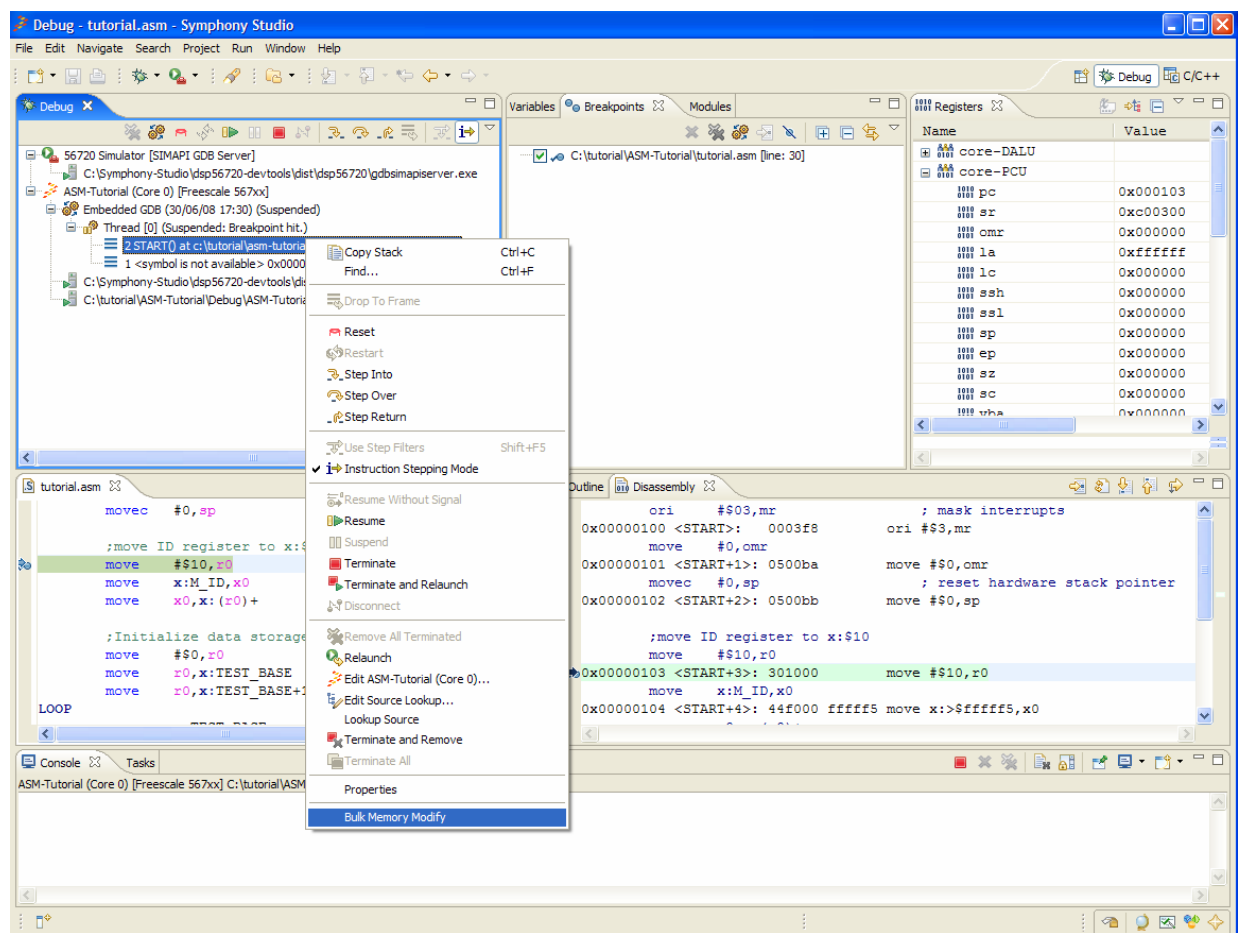 Debug - tutorial.asm - Symphony Studio
File Edit Navigate Search Project Run Window Help
Debug C/C++
Debug
56720 Simulator [SIMAPI GDB Server]
C:\Symphony-Studio\dsp56720-devtools\dist\dsp56720\gdbsimapiserver.exe
ASM-Tutorial (Core 0) [Freescale 567xx]
Embedded GDB (30/06/08 17:30) (Suspended)
Thread [0] (Suspended: Breakpoint hit.)
2 START() at c:\tutorial\asm-tutoria
1 <symbol is not available> 0x0000
C:\Symphony-Studio\dsp56720-devtools\dis
C:\tutorial\ASM-Tutorial\Debug\ASM-Tutoria
Variables Breakpoints Modules
C:\tutorial\ASM-Tutorial\tutorial.asm [line: 30]
Registers
Name Value
core-DALU
core-PCU
pc 0x000103
sr 0xc00300
omr 0x000000
la 0xffffff
lc 0x000000
ssh 0x000000
ssl 0x000000
sp 0x000000
ep 0x000000
sz 0x000000
sc 0x000000
vba 0x000000
Copy Stack Ctrl+C
Find... Ctrl+F
Drop To Frame
Reset
Restart
Step Into
Step Over
Step Return
Use Step Filters Shift+F5
Instruction Stepping Mode
Resume Without Signal
Resume
Suspend
Terminate
Terminate and Relaunch
Disconnect
Remove All Terminated
Relaunch
Edit ASM-Tutorial (Core 0)...
Edit Source Lookup...
Lookup Source
Terminate and Remove
Terminate All
Properties
Bulk Memory Modify
tutorial.asm
movec #0,sp
;move ID register to x:$
move #$10,r0
move x:M_ID,x0
move x0,x:(r0)+
;Initialize data storage
move #$0,r0
move r0,x:TEST_BASE
move r0,x:TEST_BASE+1
LOOP
Outline Disassembly
ori #$03,mr ; mask interrupts
0x00000100 <START>: 0003f8 ori #$3,mr
move #0,omr
0x00000101 <START+1>: 0500ba move #$0,omr
movec #0,sp ; reset hardware stack pointer
0x00000102 <START+2>: 0500bb move #$0,sp
;move ID register to x:$10
move #$10,r0
0x00000103 <START+3>: 301000 move #$10,r0
move x:M_ID,x0
0x00000104 <START+4>: 44f000 fffff5 move x:>$fffff5,x0
Console Tasks
ASM-Tutorial (Core 0) [Freescale 567xx] C:\tutorial\ASM